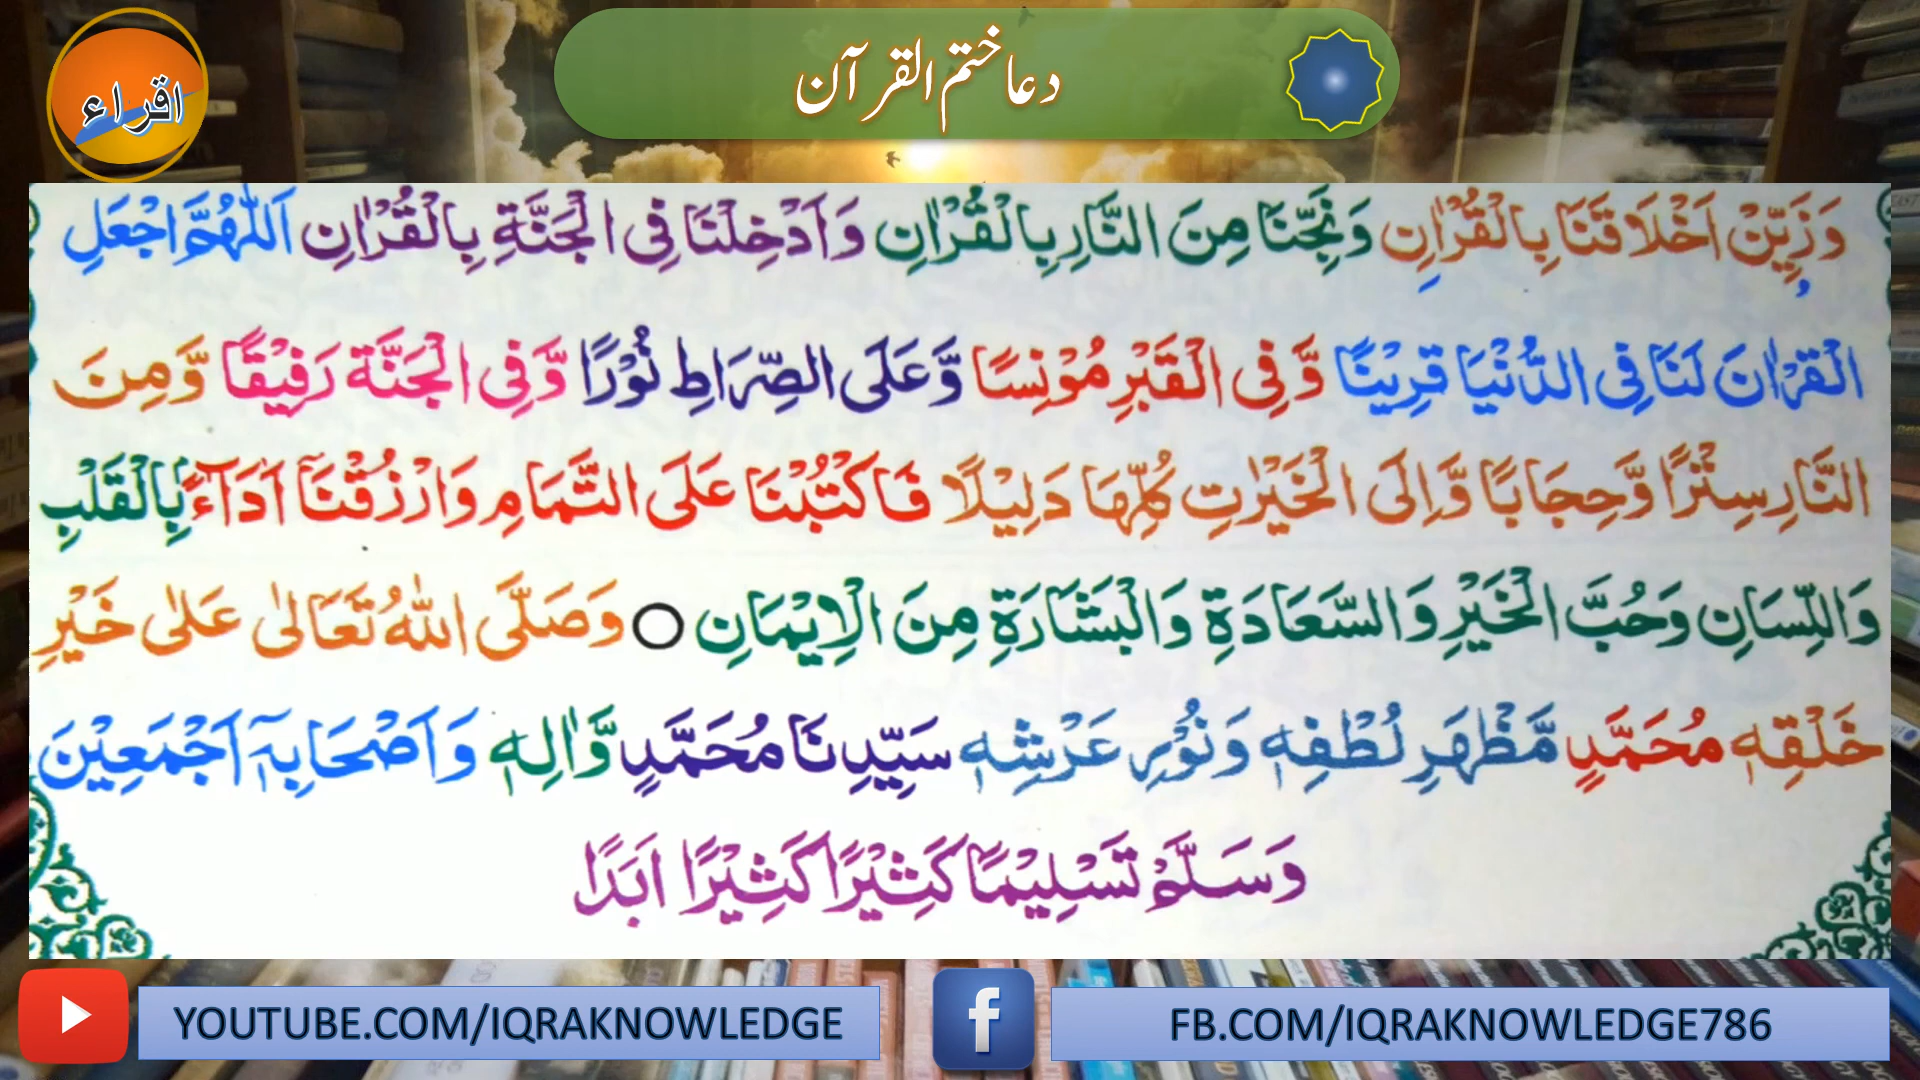 اقراء
دعا ختم القرآن
وَزَيِّنْ اَخْلَاقَنَا بِالْقُرْاٰنِ وَنَجِّنَا مِنَ النَّارِ بِالْقُرْاٰنِ وَاَدْخِلْنَا فِى الْجَنَّةِ بِالْقُرْاٰنِ اَللّٰهُمَّ اجْعَلِ
الْقُرْاٰنَ لَنَا فِى الدُّنْيَا قَرِيْنًا وَّفِى الْقَبْرِ مُوْنِسًا وَّعَلَى الصِّرَاطِ نُوْرًا وَّفِى الْجَنَّةِ رَفِيْقًا وَّمِنَ
النَّارِ سِتْرًا وَّحِجَابًا وَّاِلَى الْخَيْرٰتِ كُلِّهَا دَلِيْلًا فَاكْتُبْنَا عَلَى التَّمَامِ وَارْزُقْنَآ اَدَآءً بِالْقَلْبِ
وَاللِّسَانِ وَحُبَّ الْخَيْرِ وَالسَّعَادَةِ وَالْبَشَارَةِ مِنَ الْاِيْمَانِ ○ وَصَلَّى اللّٰهُ تَعَالٰى عَلٰى خَيْرِ
خَلْقِهٖ مُحَمَّدٍ مَّظْهَرِ لُطْفِهٖ وَنُوْرِ عَرْشِهٖ سَيِّدِنَا مُحَمَّدٍ وَّاٰلِهٖ وَاَصْحَابِهٖٓ اَجْمَعِيْنَ
وَسَلَّمَ تَسْلِيْمًا كَثِيْرًا كَثِيْرًا اَبَدًا
YOUTUBE.COM/IQRAKNOWLEDGE
FB.COM/IQRAKNOWLEDGE786